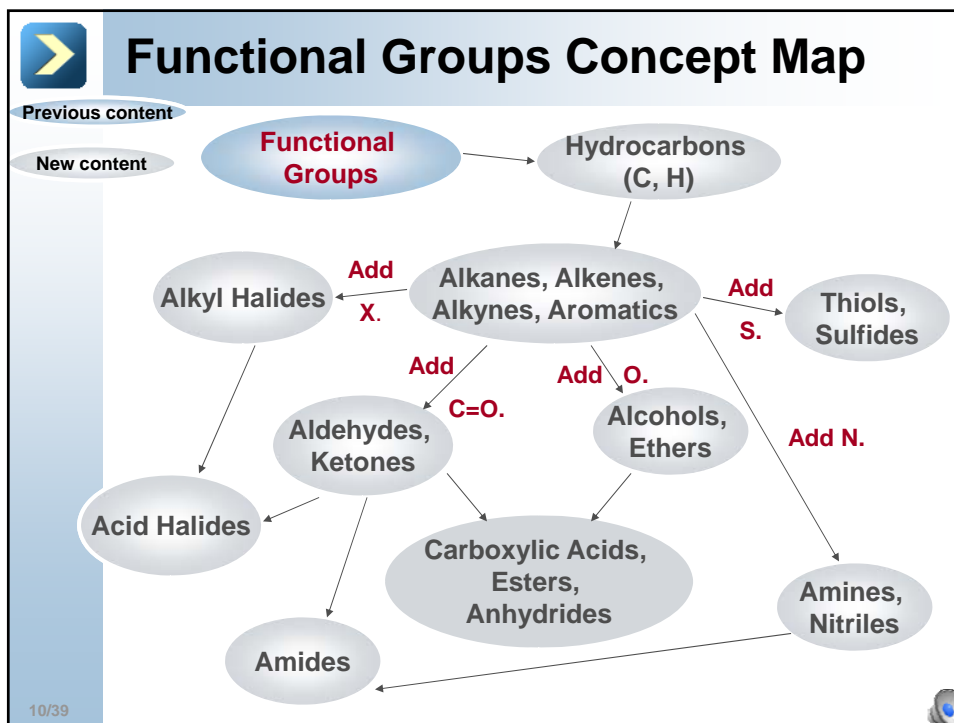 Functional Groups Concept Map
Previous content
New content
Functional
Groups
Hydrocarbons
(C, H)
Alkyl Halides
Add
X.
Alkanes, Alkenes,
Alkynes, Aromatics
Add
S.
Thiols,
Sulfides
Add
C=O.
Add O.
Aldehydes,
Ketones
Alcohols,
Ethers
Add N.
Acid Halides
Carboxylic Acids,
Esters,
Anhydrides
Amines,
Nitriles
Amides
10/39